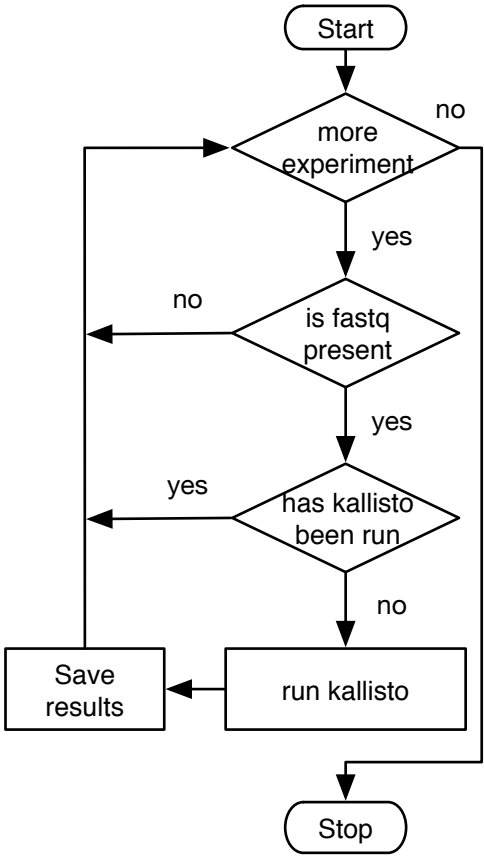 Start
no
more
experiment
yes
no
is fastq
present
yes
yes
has kallisto
been run
no
Save
results
run kallisto
Stop